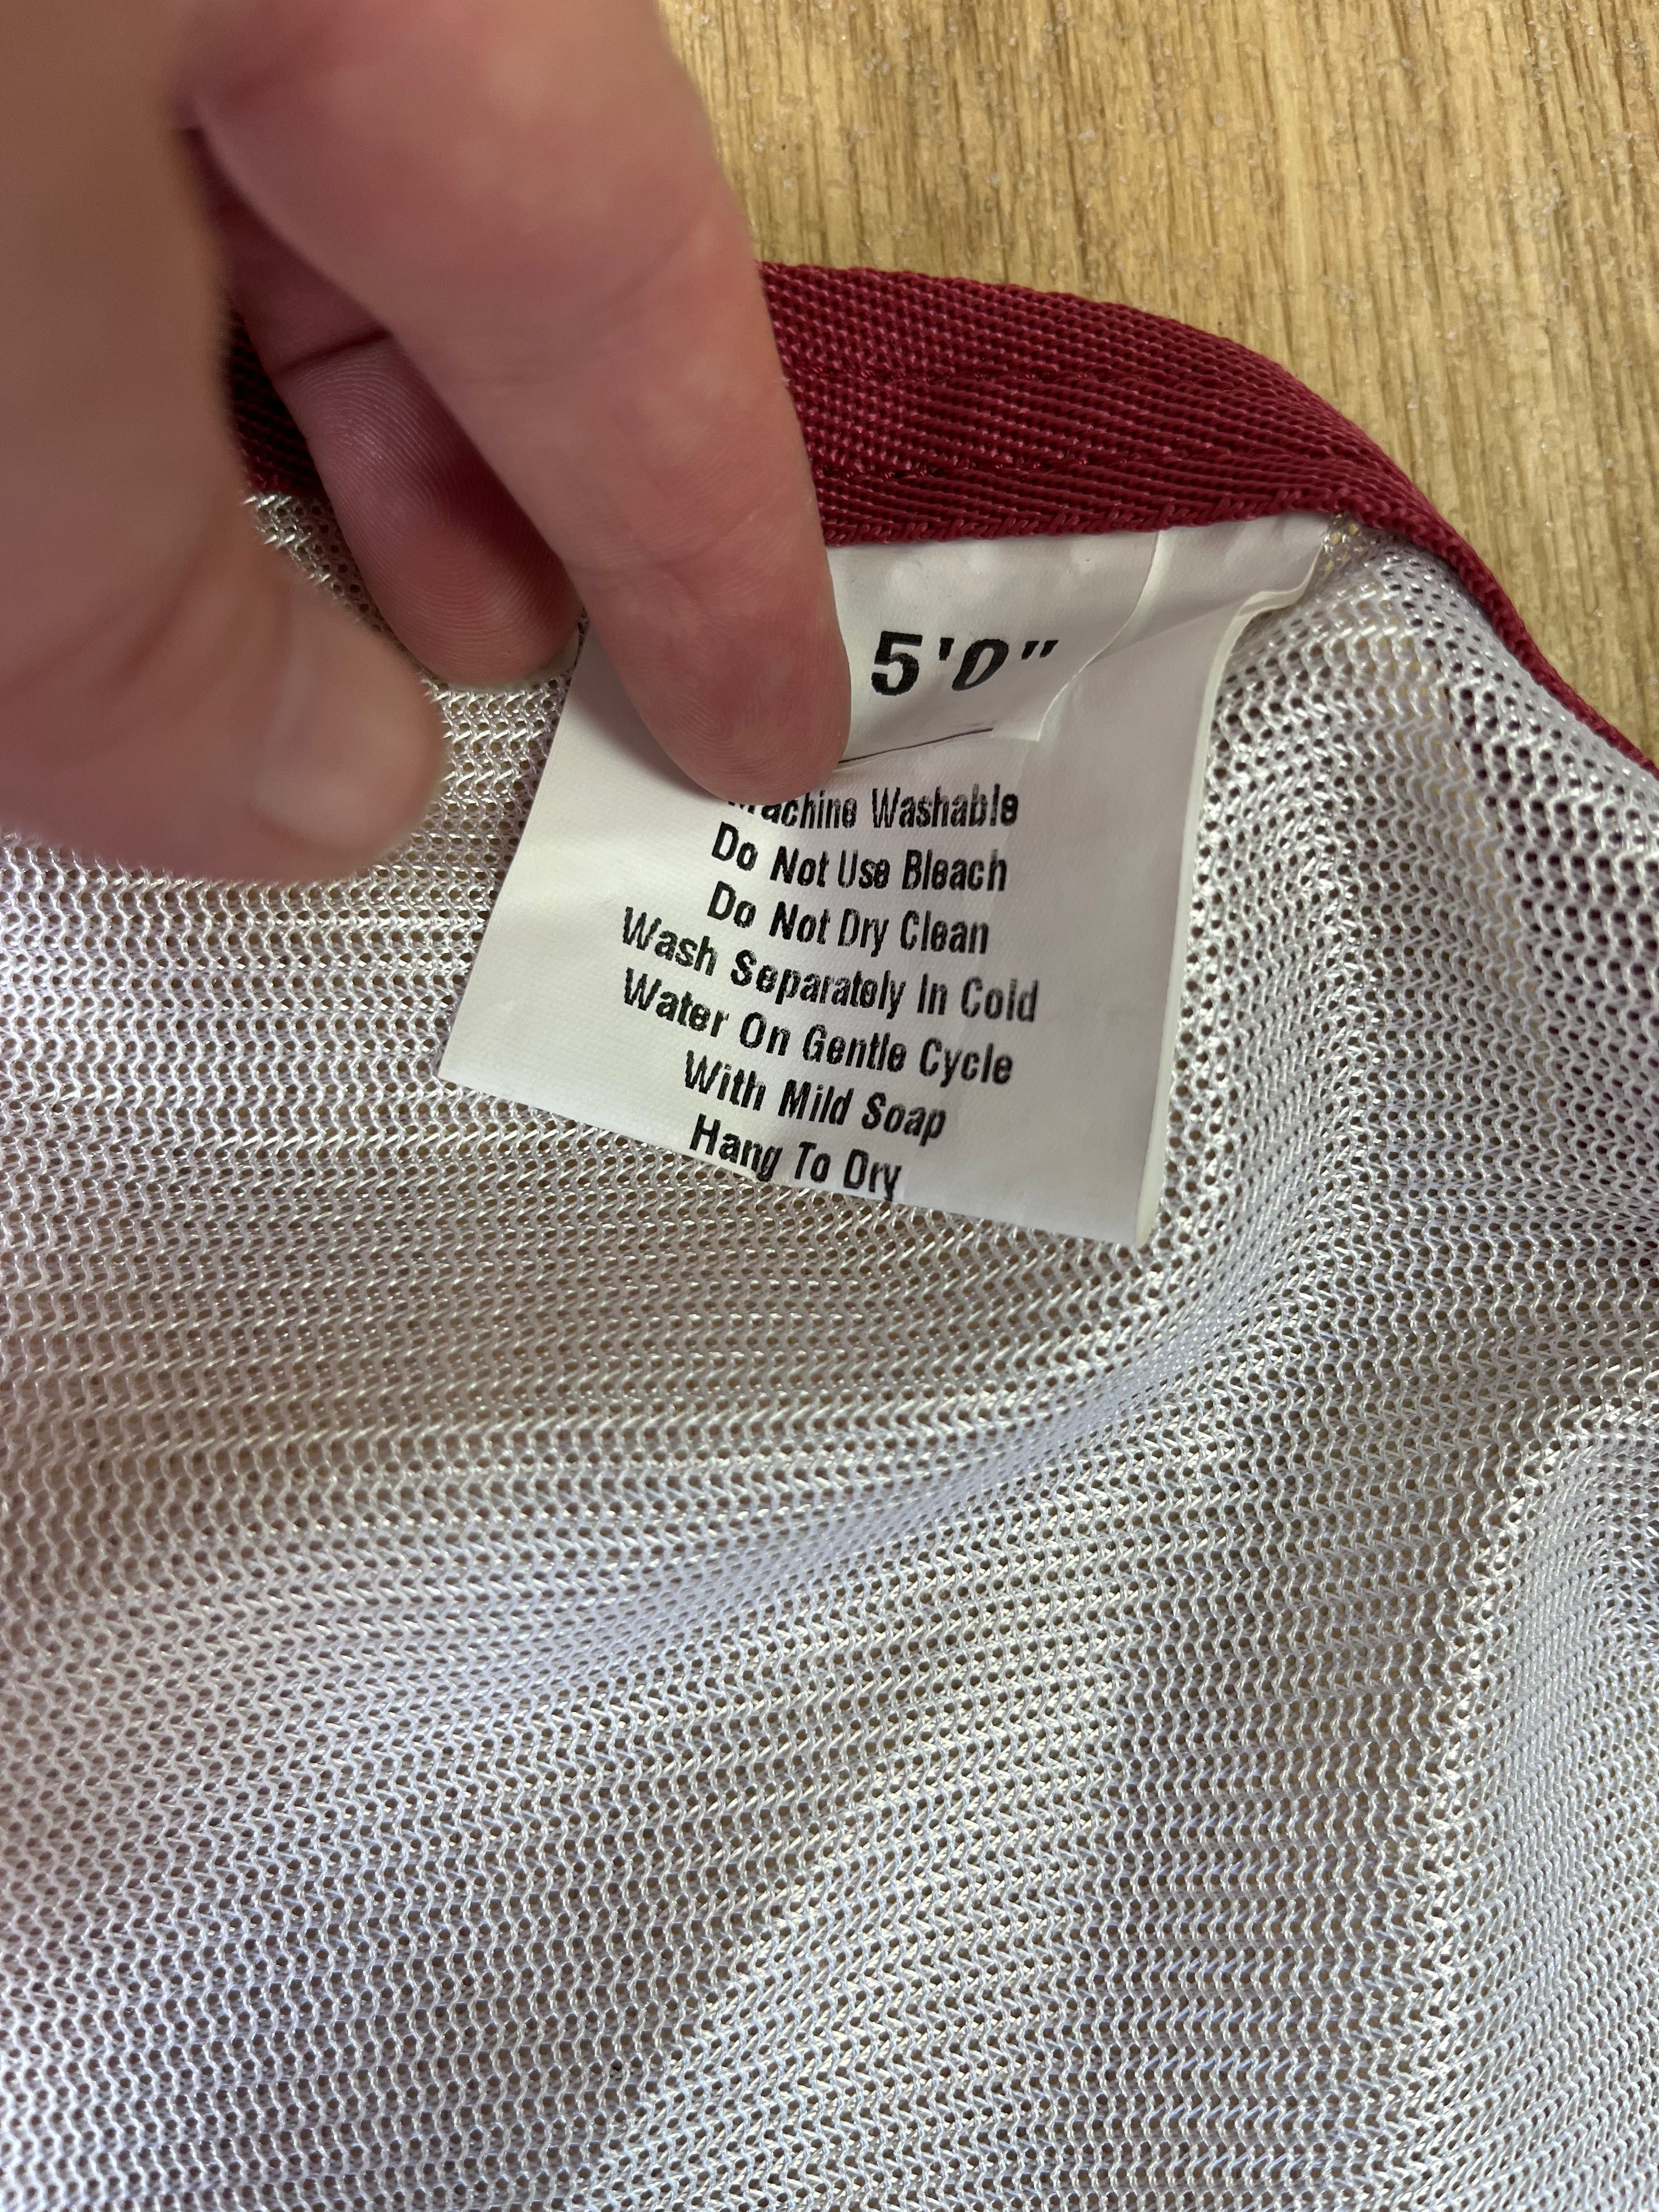 5'0"
Machine Washable
Do Not Use Bleach
Do Not Dry Clean
Wash Separately In Cold
Water On Gentle Cycle
With Mild Soap
Hang To Dry